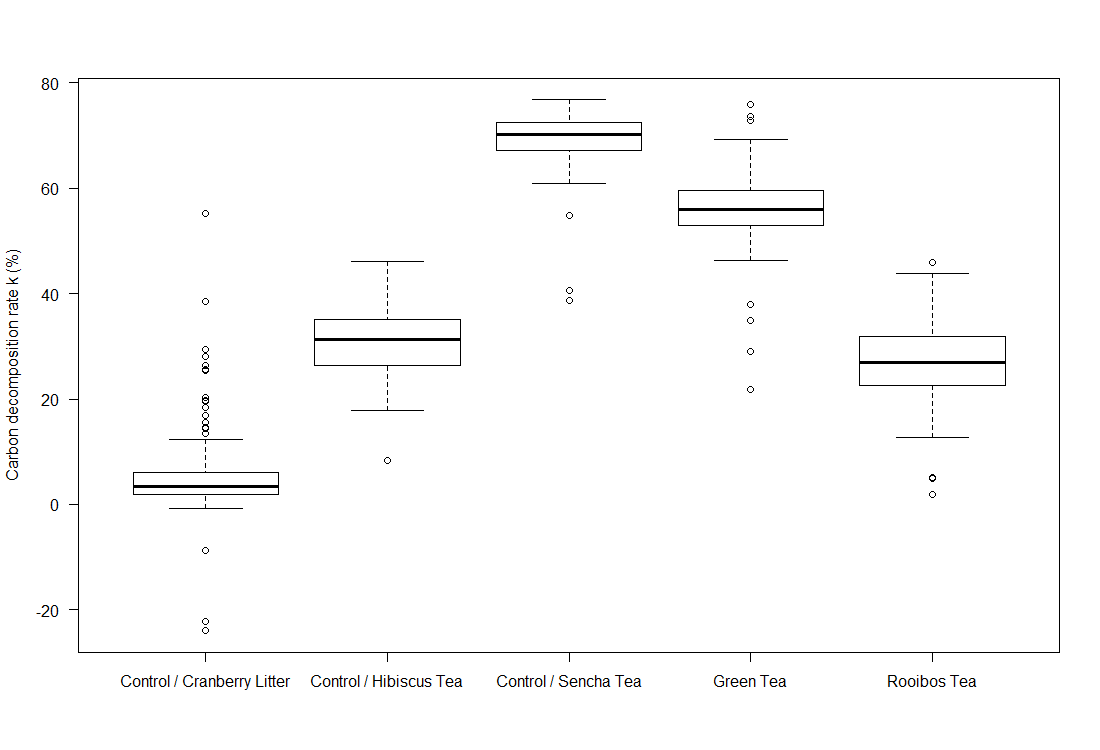 80
60
40
20
0
-20
Carbon decomposition rate k (%)
Control / Cranberry Litter
Control / Hibiscus Tea
Control / Sencha Tea
Green Tea
Rooibos Tea